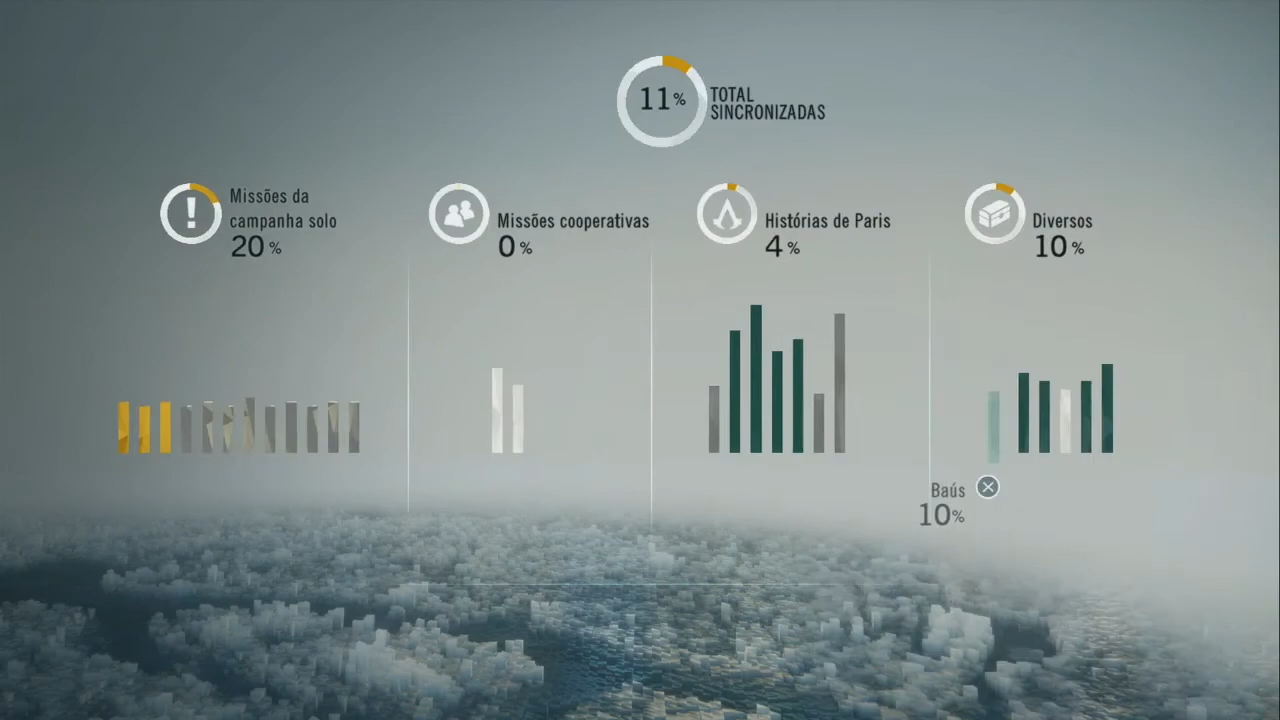 11%
TOTAL
SINCRONIZADAS
Missões da
campanha solo
20%
Missões cooperativas
0%
Histórias de Paris
4%
Diversos
10%
Baús
10%